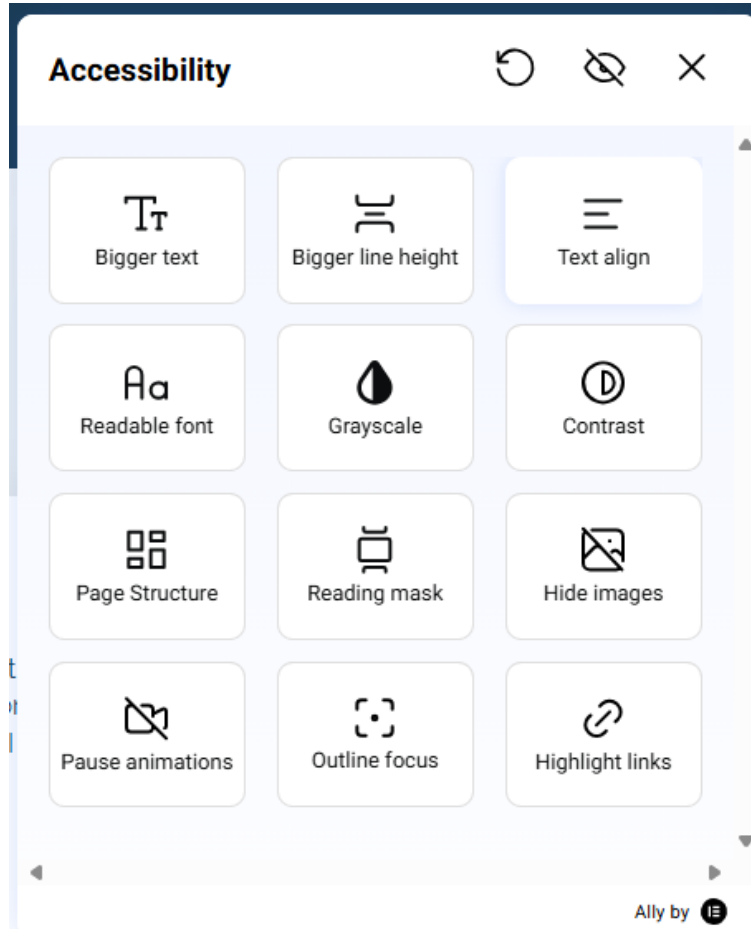 Accessibility
Bigger text
Bigger line height
Text align
Readable font
Grayscale
Contrast
Page Structure
Reading mask
Hide images
Pause animations
Outline focus
Highlight links
Ally by